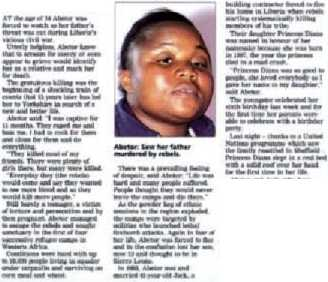 AT the age of 14 Abetor was
forced to watch as her father's
throat was cut during Liberia's
vicious civil war.
Utterly helpless, Abetor knew
that to scream for mercy or even
appear to grieve would identify
her as a relative and mark her
for death.
The gratuitous killing was the
beginning of a shocking train of
events that 15 years later has led
her to Yorkshire in search of a
new and better life.
Abetor said: "I was captive for
11 months. They raped me and
beat me. I had to cook for them
and clean for them and do
everything.
"They killed most of my
friends. There were plenty of
girls there, but many were killed.
"Everyday they (the rebels)
would come and say they wanted
to see more blood and so they
would kill more people."
Still barely a teenager, a victim
of torture and persecution and by
then pregnant, Abetor managed
to escape the rebels and sought
sanctuary in the first of four
successive refugee camps in
Western Africa.
Conditions were hard with up
to people living in squalor
under tarpaulin and surviving on
corn meal and wheat.
Abetor: Saw her father
murdered by rebels.
There was a prevailing feeling
of despair, said Abetor: "Life was
hard and many people suffered.
People thought they would never
leave the camps and die there."
As the powder keg of ethnic
tensions in the region exploded,
the camps were targeted by
militias who launched lethal
firebomb attacks. Again in fear of
her life, Abetor was forced to flee
and in the confusion lost her son,
now 12 and thought to be in
Sierra Leone.
In 1998, Abetor met and
married 41-year-old Jack, a
building contractor forced to flee
his home in Liberia when rebels
starting systematically killing
members of his tribe.
Their daughter Princess Diana
was named in honour of her
namesake because she was born
in 1997, the year the princess
died in a road crash.
"Princess Diana was so good to
people, she loved everybody so I
gave her name to my daughter,"
said Abetor.
The youngster celebrated her
sixth birthday last week and for
the first time her parents were
able to celebrate with a birthday
party.
Last night - thanks to a United
Nations programme which saw
the family resettled in Sheffield -
Princess Diana slept in a real bed
with a solid roof over her head
for the first time in her life.